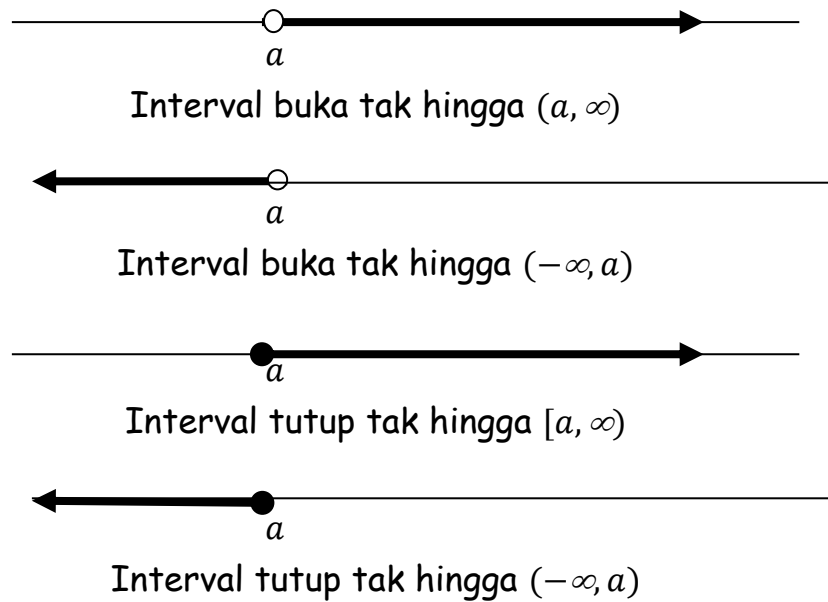 a
Interval buka tak hingga (a, ∞)
a
Interval buka tak hingga (−∞, a)
a
Interval tutup tak hingga [a, ∞)
a
Interval tutup tak hingga (−∞, a)